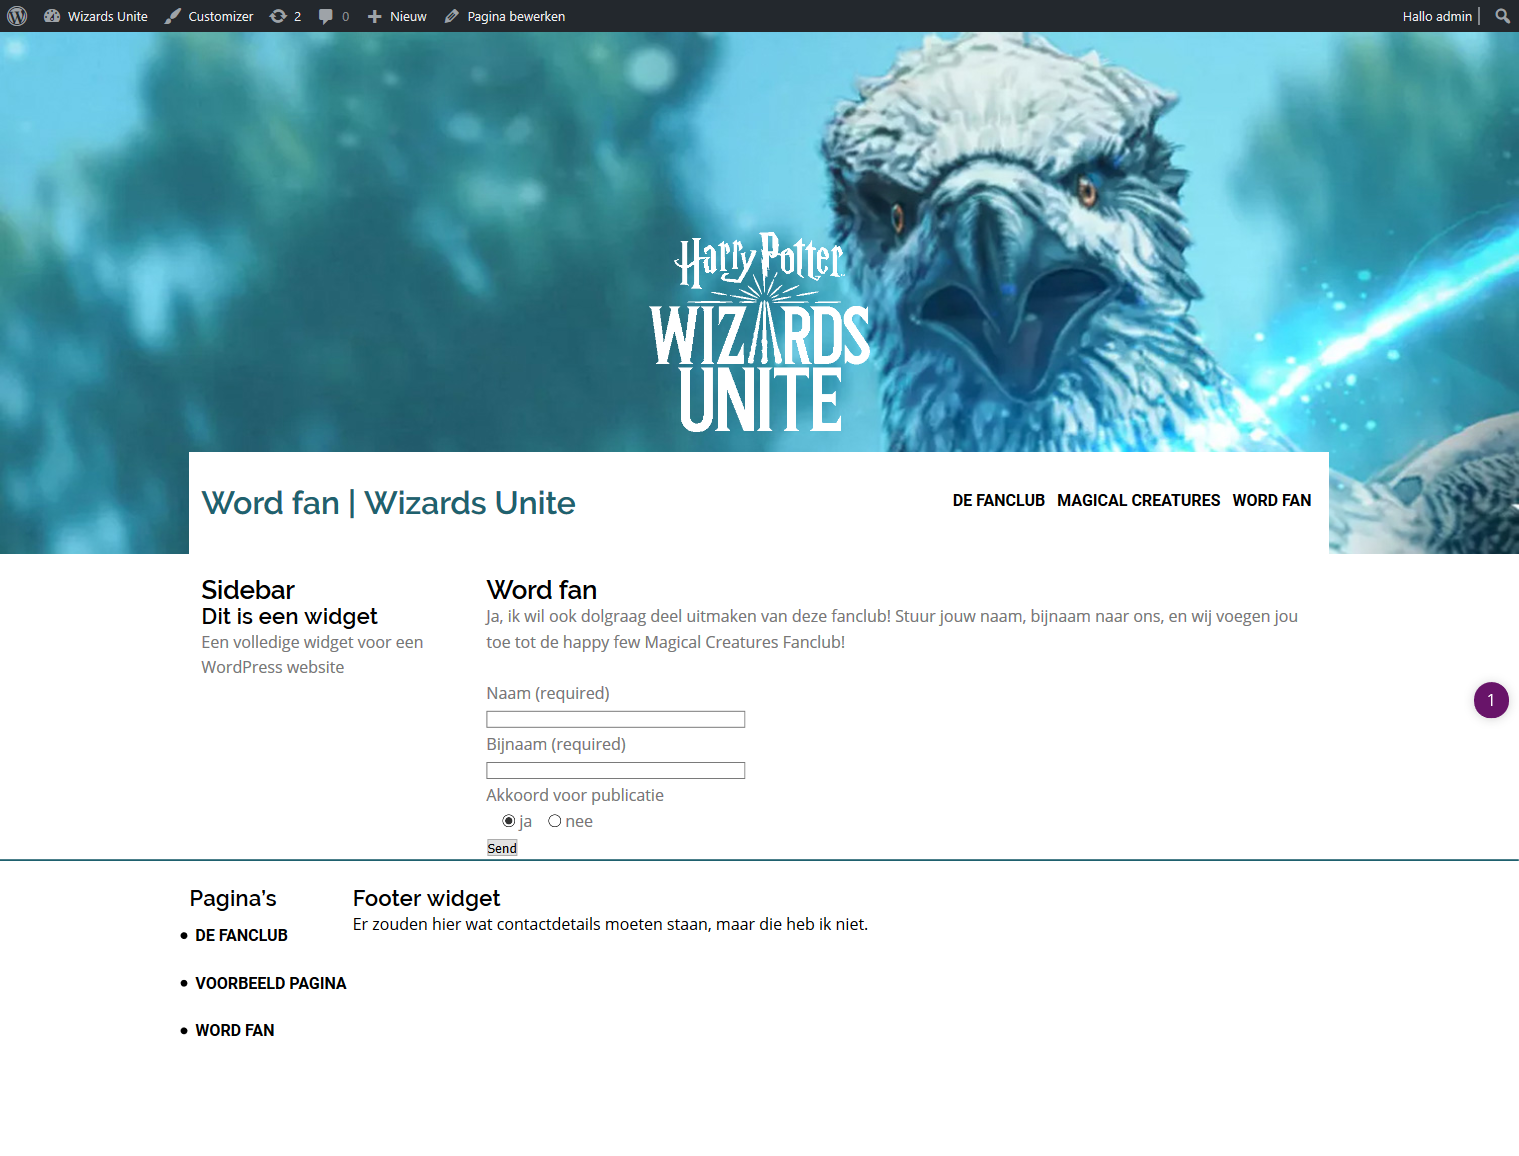 Wizards Unite Customizer 2 0 Nieuw Pagina bewerken Hallo admin
Harry Potter
WIZARDS
UNITE
Word fan | Wizards Unite
DE FANCLUB MAGICAL CREATURES WORD FAN
Sidebar
Dit is een widget
Een volledige widget voor een
WordPress website
Word fan
Ja, ik wil ook dolgraag deel uitmaken van deze fanclub! Stuur jouw naam, bijnaam naar ons, en wij voegen jou
toe tot de happy few Magical Creatures Fanclub!
Naam (required)
Bijnaam (required)
Akkoord voor publicatie
ja nee
Send
1
Pagina’s
DE FANCLUB
VOORBEELD PAGINA
WORD FAN
Footer widget
Er zouden hier wat contactdetails moeten staan, maar die heb ik niet.